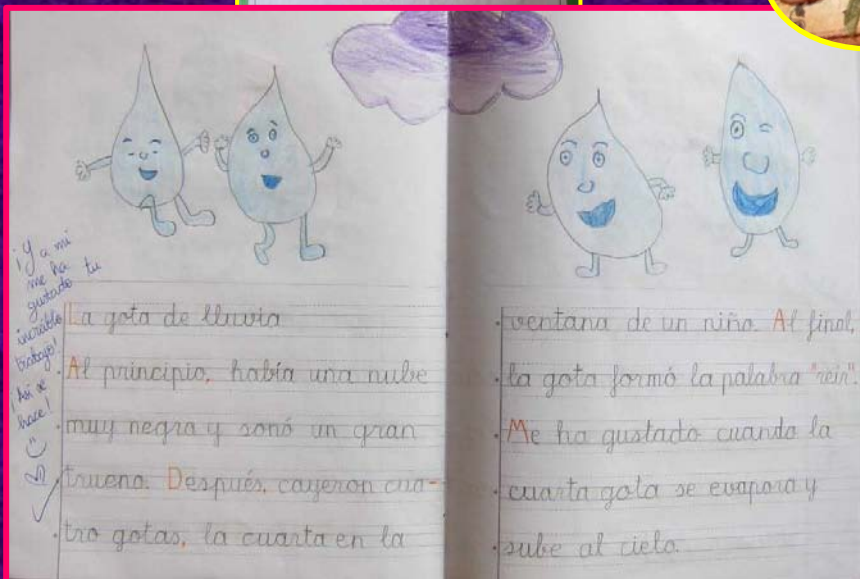 ¡Y a mi
me ha
gustado tu
increíble
trabajo!
¡Así se
hace!
La gota de lluvia
Al principio, había una nube
muy negra y sonó un gran
trueno. Después, cayeron cua-
tro gotas, la cuarta en la
ventana de un niño. Al final,
la gota formó la palabra "reir".
Me ha gustado cuando la
cuarta gota se evapora y
sube al cielo.